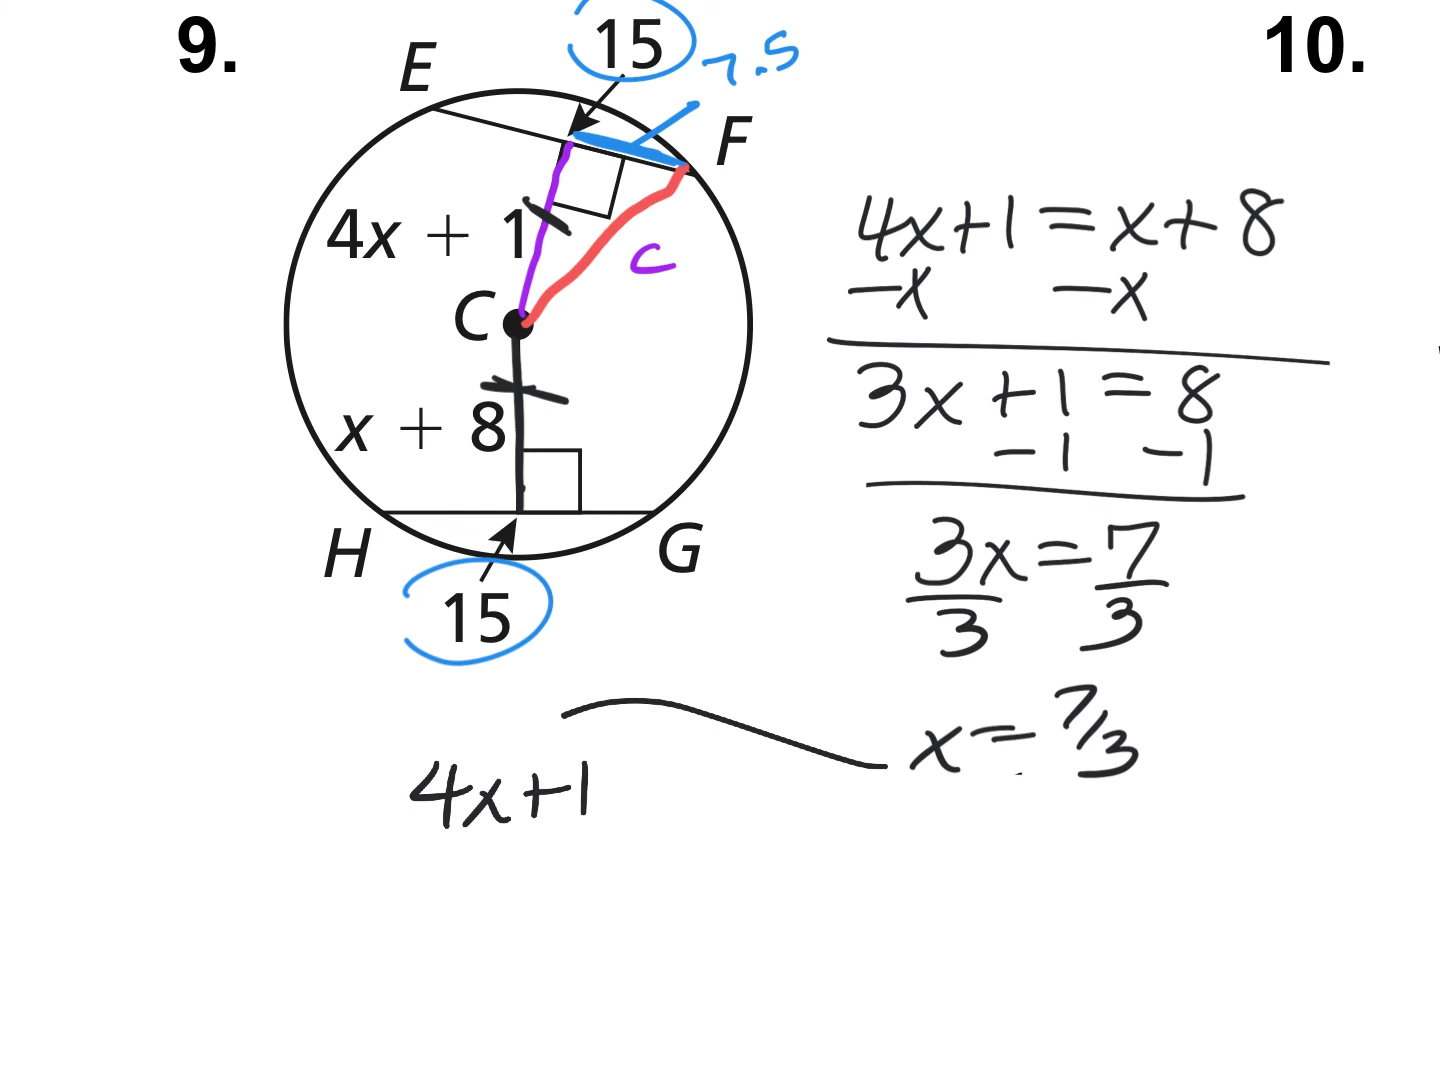 9.
10.
15
7.5
E
F
4x + 1
c
C
x + 8
H
G
15
4x+1 = x+8
-x -x
3x +1 = 8
-1 -1
3x = 7
3 3
x = 7/3
4x+1